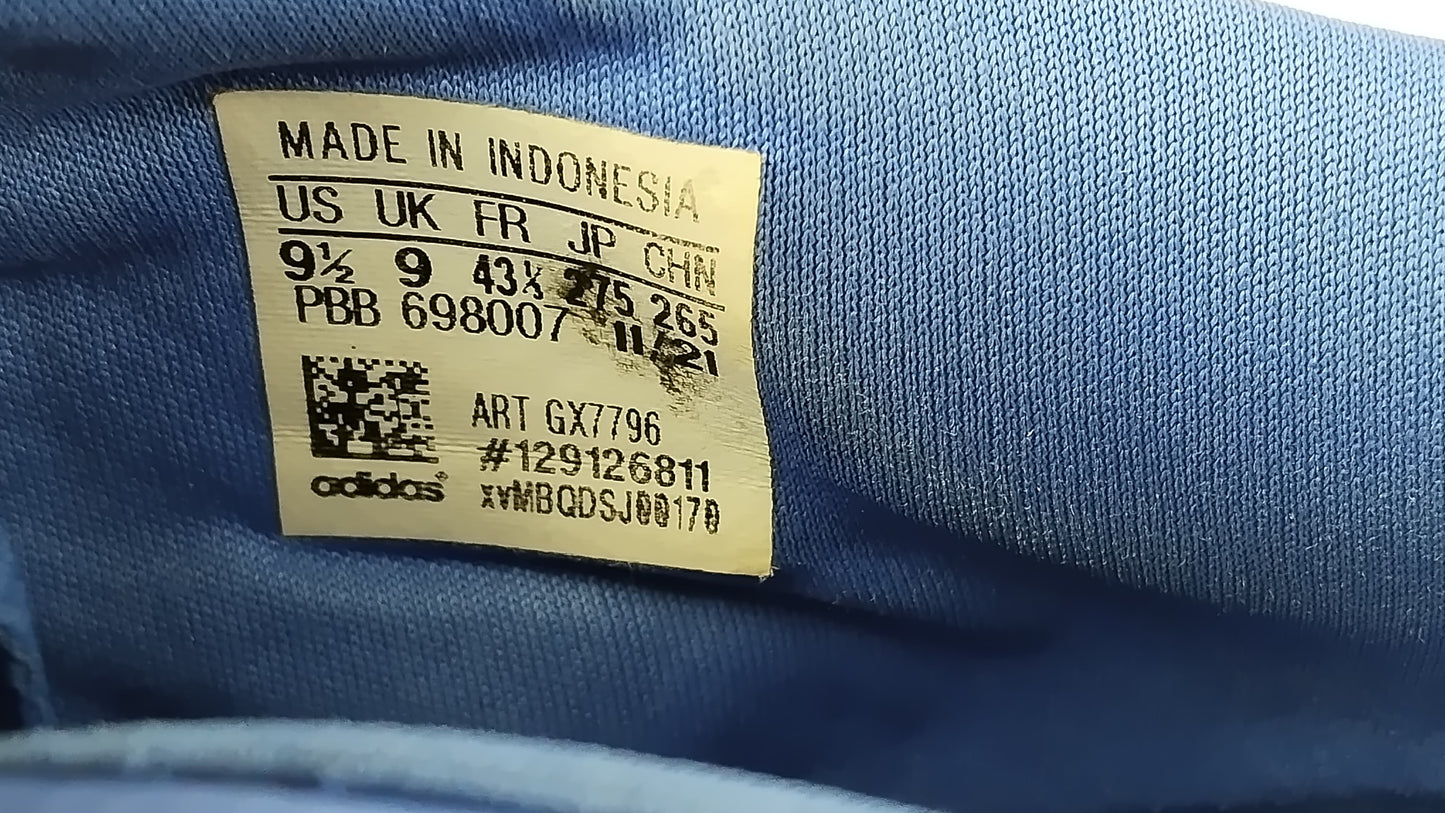 MADE IN INDONESIA
US UK FR JP CHN
9½ 9 43⅓ 275 265
PBB 698007 11/21
ART GX7796
#129126811
adidas®
xvMBQDSJ00170